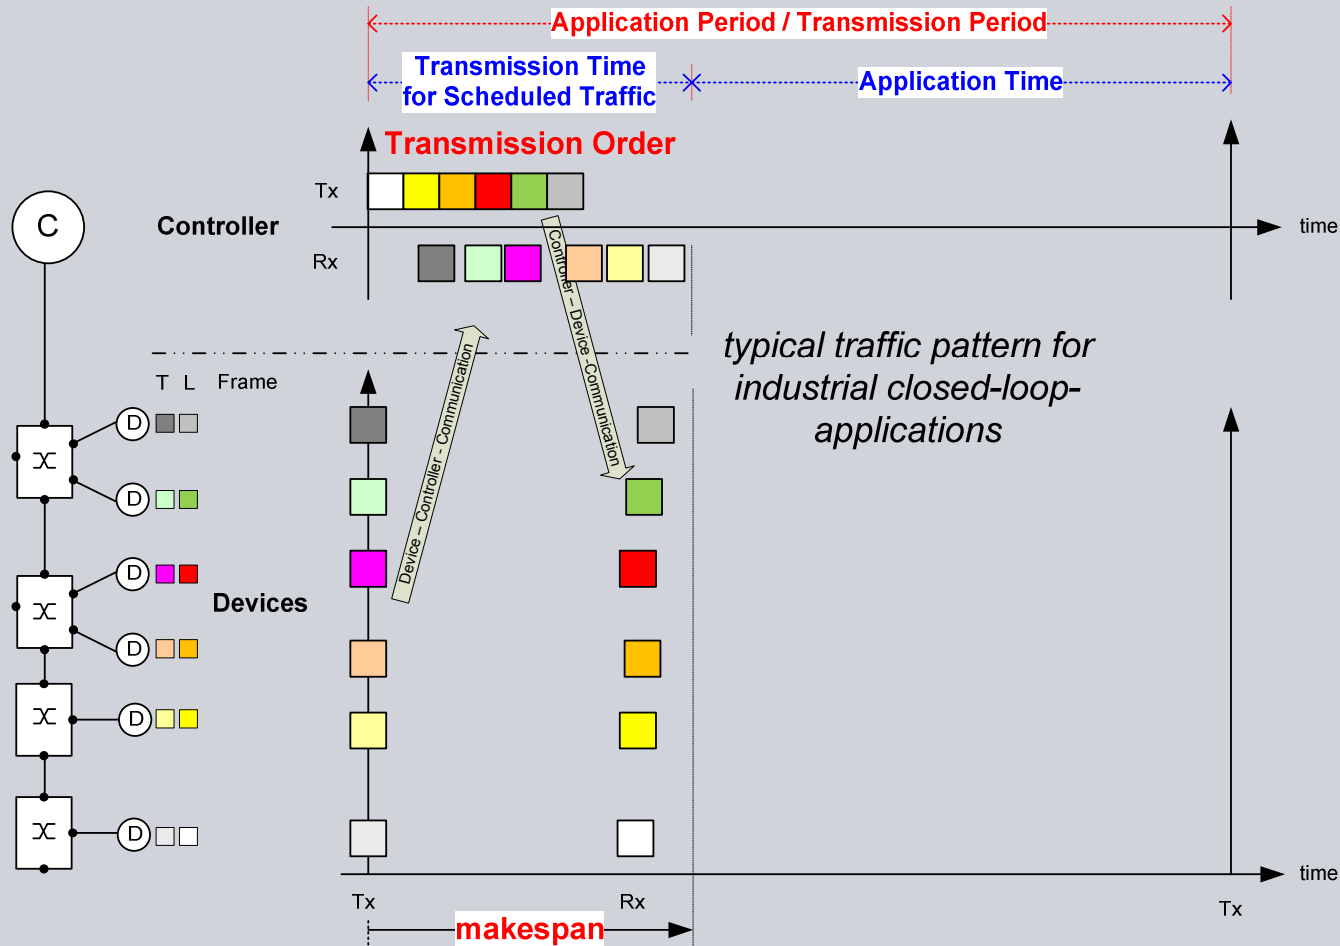 Application Period / Transmission Period
Transmission Time
for Scheduled Traffic
Application Time
Transmission Order
Tx
C
Controller
time
Rx
Controller – Device -Communication
Device – Controller - Communication
typical traffic pattern for
industrial closed-loop-
applications
T L Frame
D
D
D
Devices
D
D
D
time
Tx
Rx
Tx
makespan